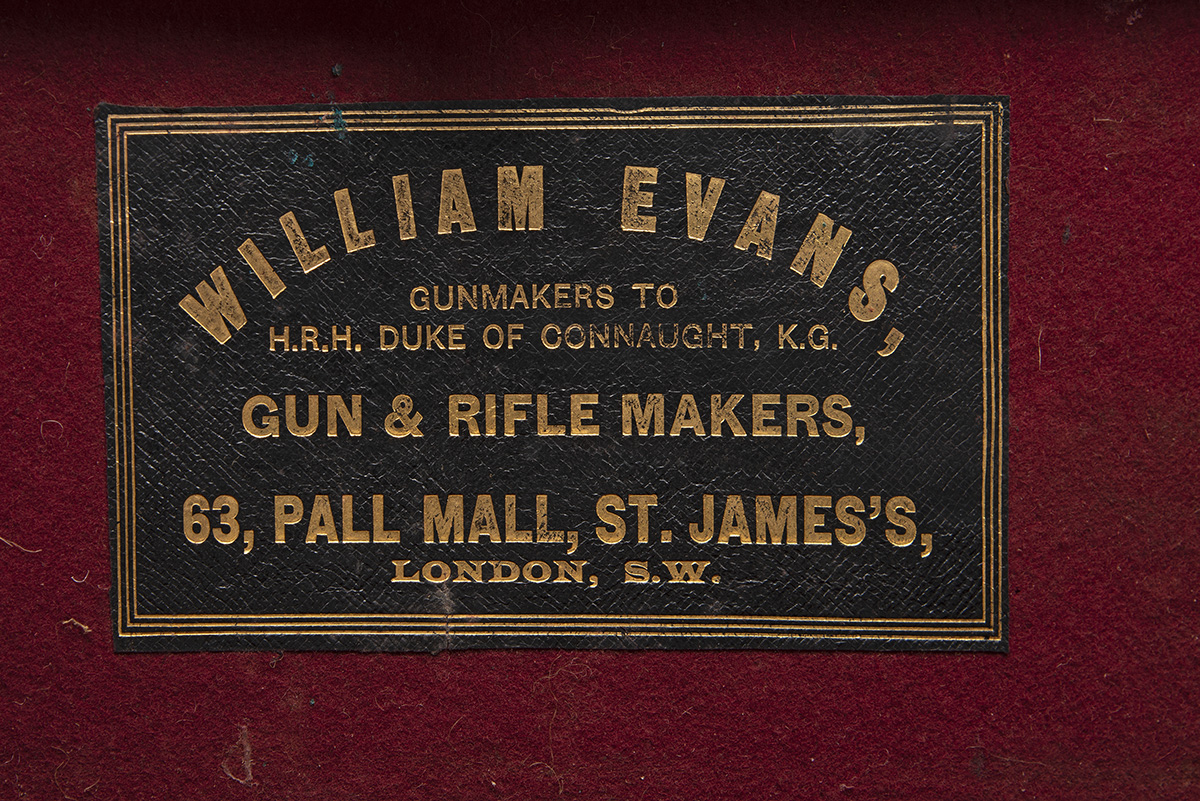 WILLIAM EVANS,
GUNMAKERS TO
H.R.H. DUKE OF CONNAUGHT, K.G.
GUN & RIFLE MAKERS,
63, PALL MALL, ST. JAMES'S,
LONDON, S.W.